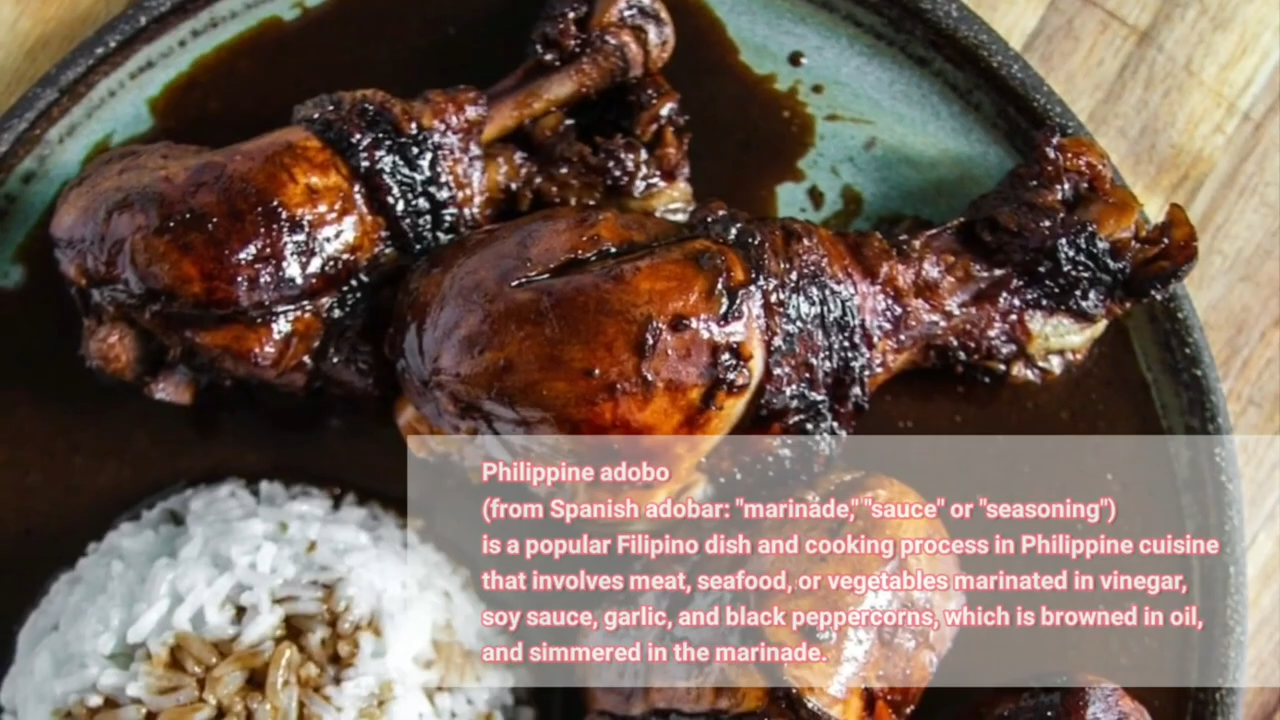 Philippine adobo
(from Spanish adobar: "marináde," "sauce" or "seasoning")
is a popular Filipino dish and cooking process in Philippine cuisine
that involves meat, seafood, or vegetables marinated in vinegar,
soy sauce, garlic, and black peppercorns, which is browned in oil,
and simmered in the marinade.